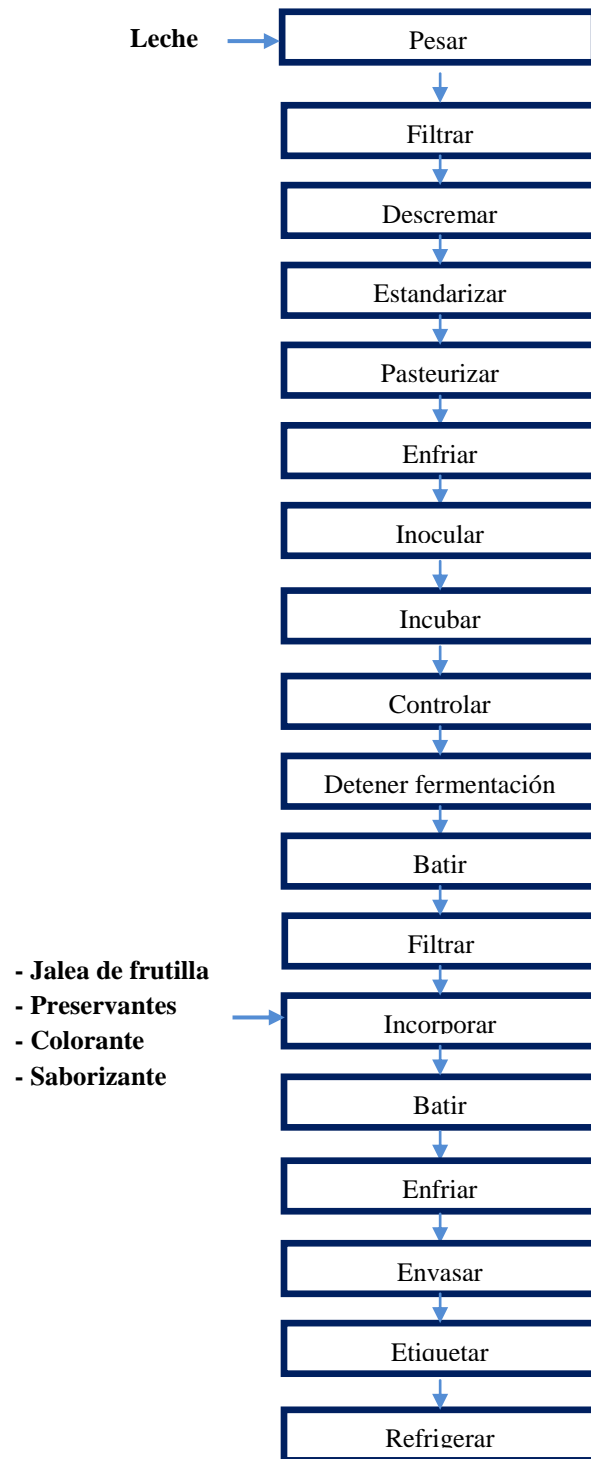 Leche
Pesar
Filtrar
Descremar
Estandarizar
Pasteurizar
Enfriar
Inocular
Incubar
Controlar
Detener fermentación
Batir
Filtrar
- Jalea de frutilla
- Preservantes
- Colorante
- Saborizante
Incorporar
Batir
Enfriar
Envasar
Etiquetar
Refrigerar